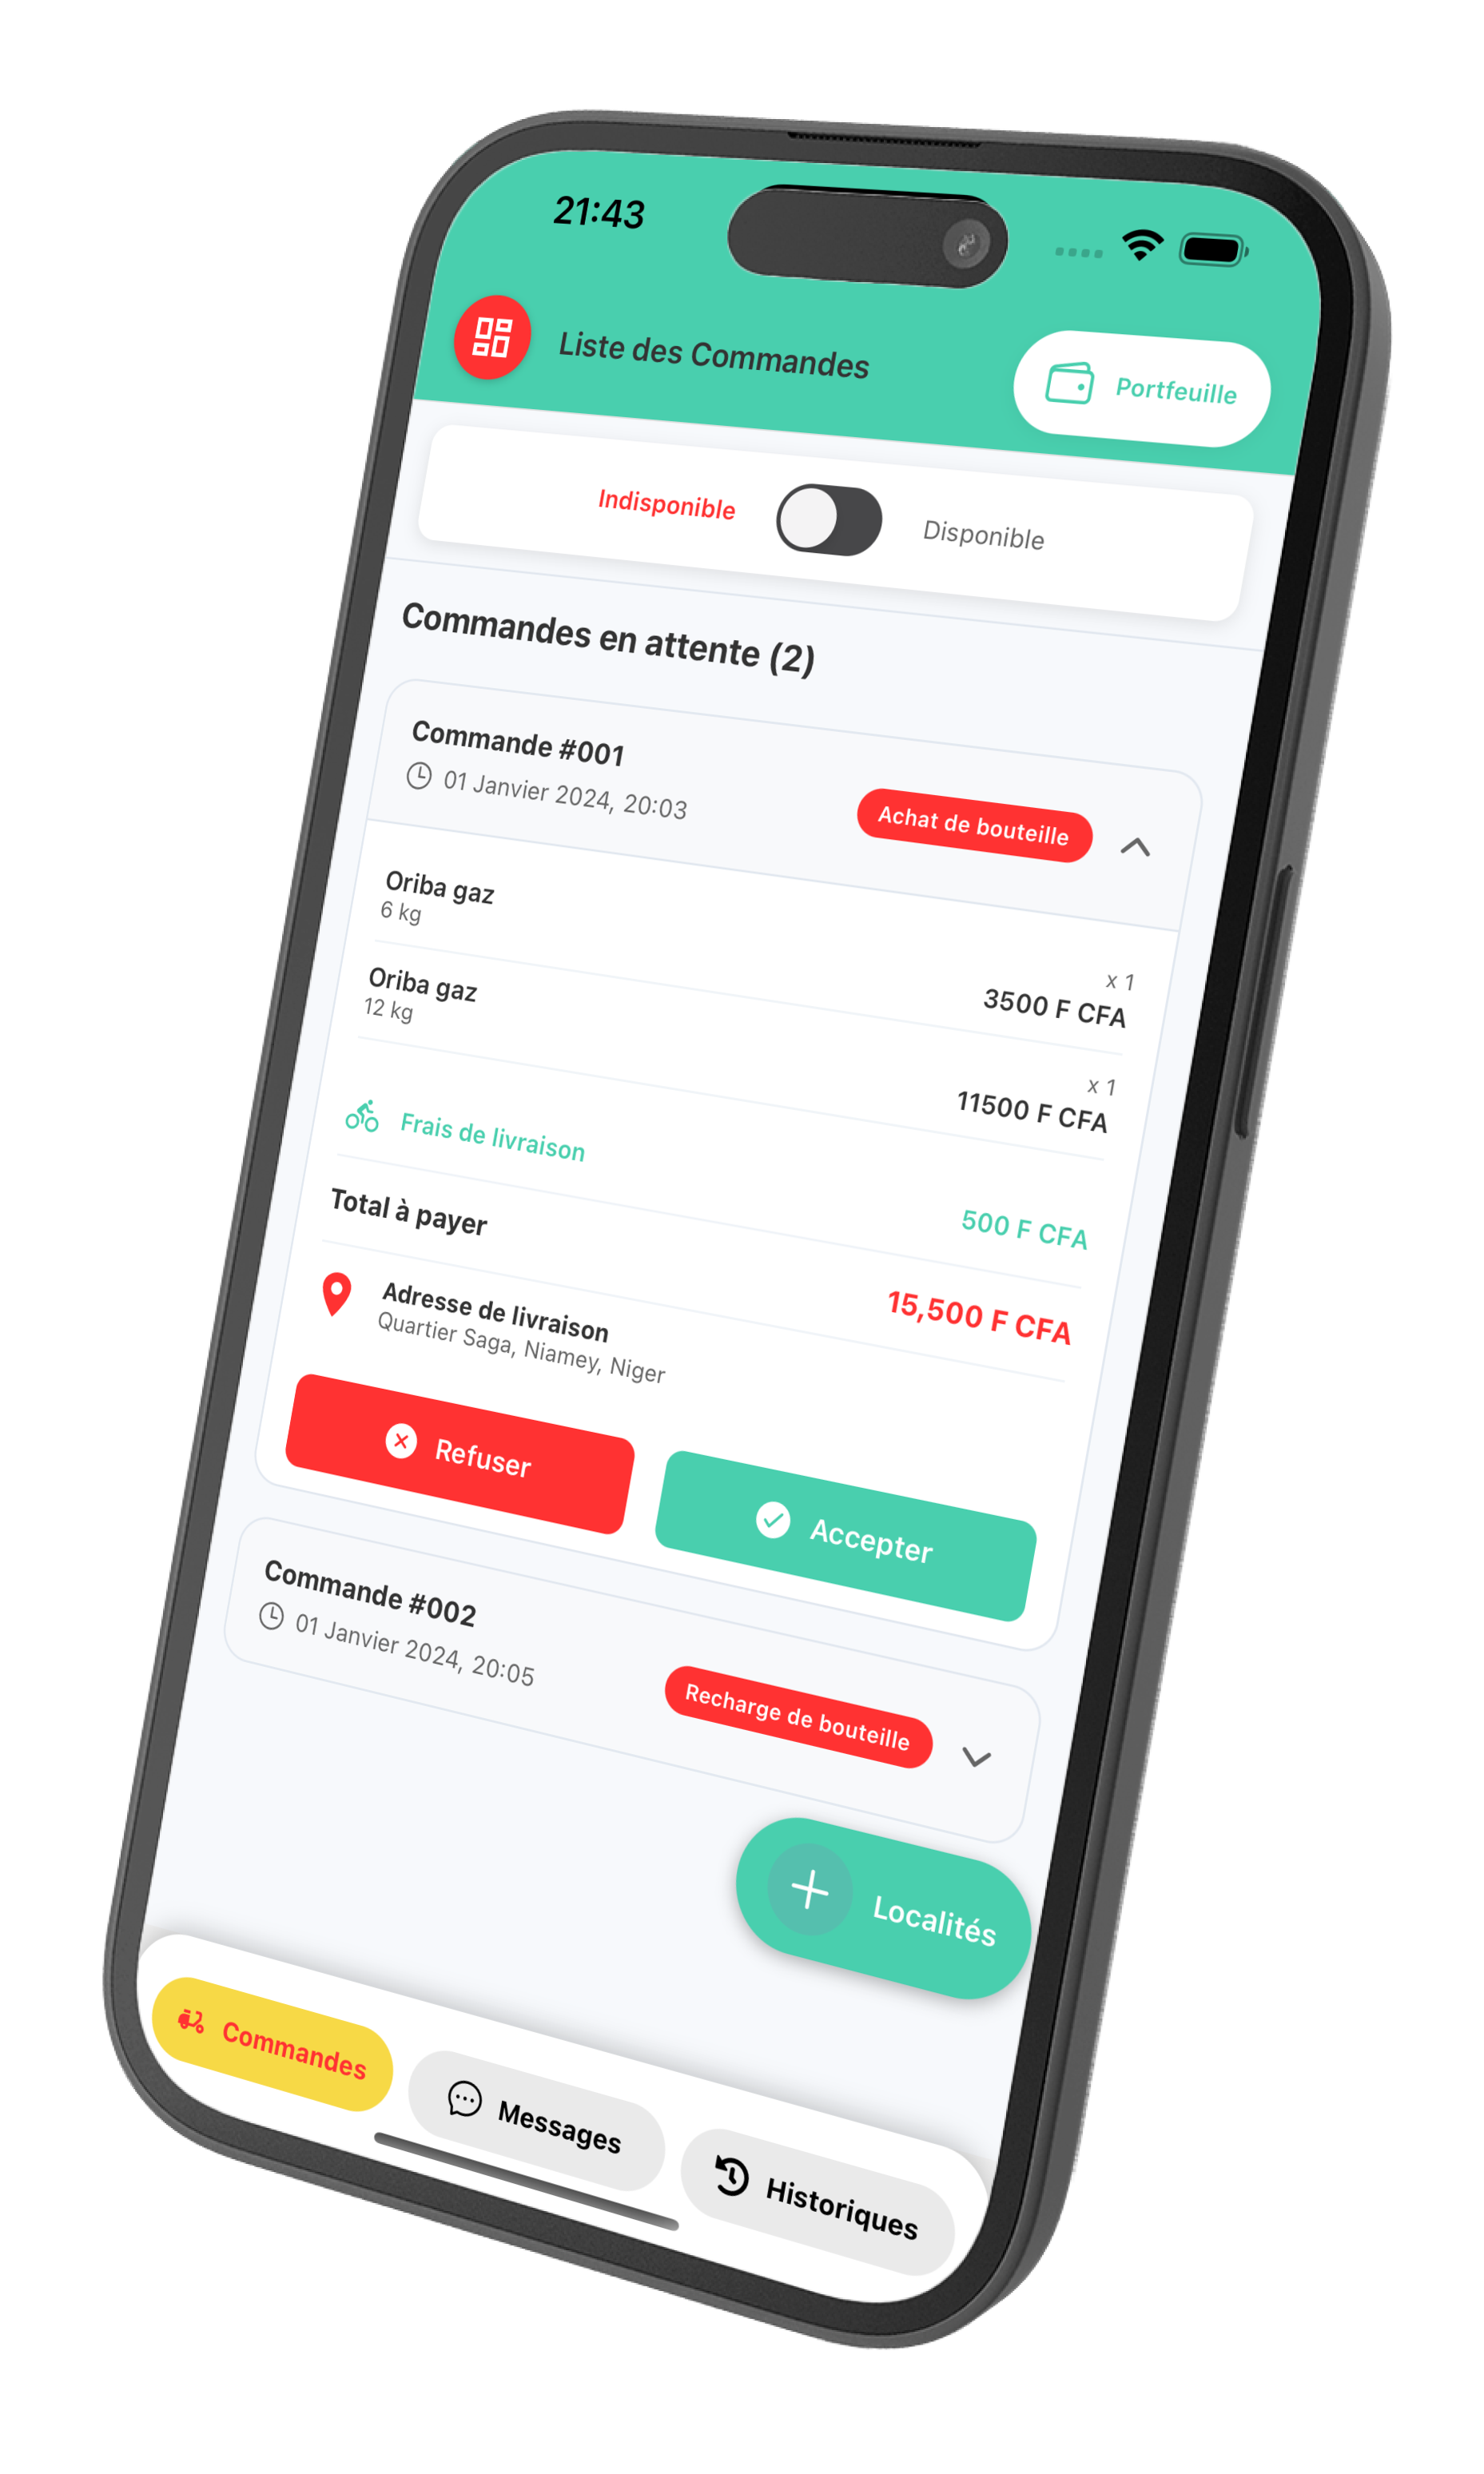 21:43
Liste des Commandes
Portfeuille
Indisponible
Disponible
Commandes en attente (2)
Commande #001
01 Janvier 2024, 20:03
Achat de bouteille
Oriba gaz
6 kg
x 1
3500 F CFA
Oriba gaz
12 kg
x 1
11500 F CFA
Frais de livraison
500 F CFA
Total à payer
15,500 F CFA
Adresse de livraison
Quartier Saga, Niamey, Niger
Refuser
Accepter
Commande #002
01 Janvier 2024, 20:05
Recharge de bouteille
Localités
Commandes
Messages
Historiques